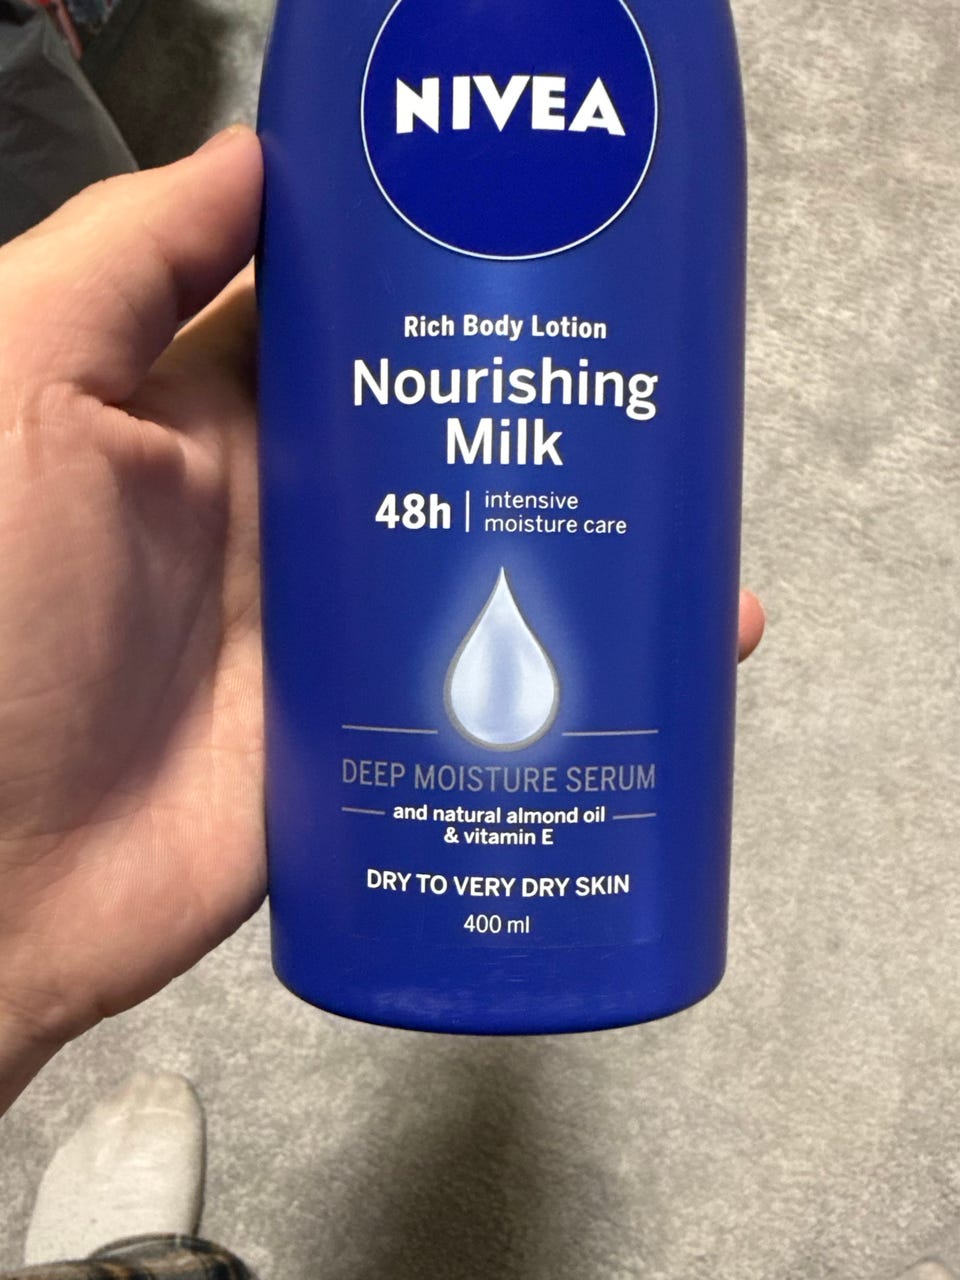 NIVEA
Rich Body Lotion
Nourishing
Milk
48h | intensive
moisture care
DEEP MOISTURE SERUM
and natural almond oil
& vitamin E
DRY TO VERY DRY SKIN
400 ml